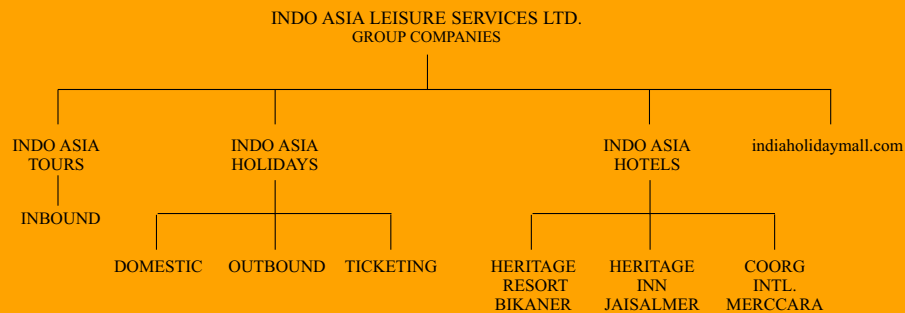 INDO ASIA LEISURE SERVICES LTD.
GROUP COMPANIES
INDO ASIA
TOURS
INDO ASIA
HOLIDAYS
INDO ASIA
HOTELS
indiaholidaymall.com
INBOUND
DOMESTIC
OUTBOUND
TICKETING
HERITAGE
RESORT
BIKANER
HERITAGE
INN
JAISALMER
COORG
INTL.
MERCCARA